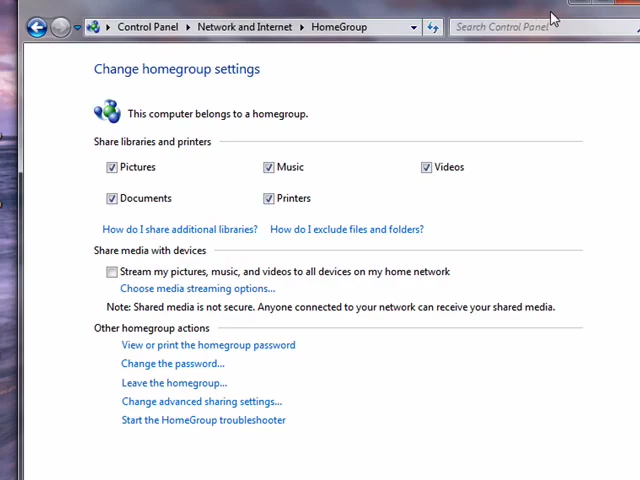 Control Panel Network and Internet HomeGroup Search Control Panel
Change homegroup settings
This computer belongs to a homegroup.
Share libraries and printers
Pictures Music Videos
Documents Printers
How do I share additional libraries? How do I exclude files and folders?
Share media with devices
Stream my pictures, music, and videos to all devices on my home network
Choose media streaming options...
Note: Shared media is not secure. Anyone connected to your network can receive your shared media.
Other homegroup actions
View or print the homegroup password
Change the password...
Leave the homegroup...
Change advanced sharing settings...
Start the HomeGroup troubleshooter